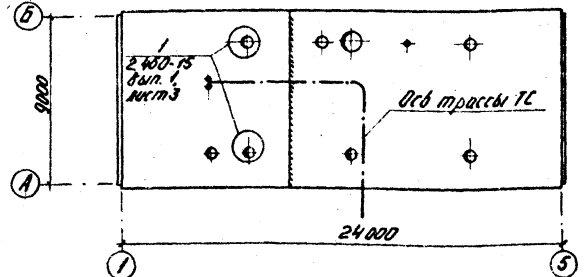 Б
1
2.460-15
Вып. 1,
лист 3
9000
Ось трассы ТС
А
24000
1
5